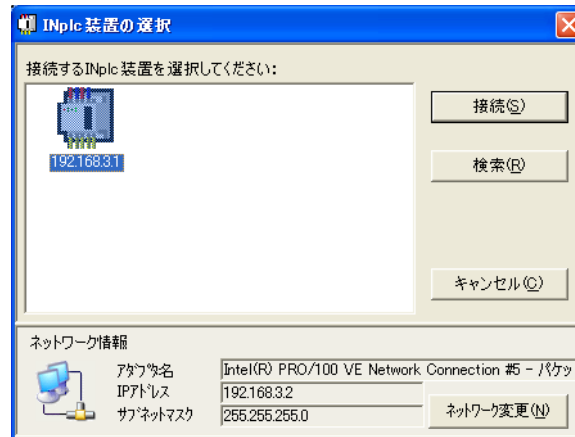 INplc装置の選択
接続するINplc装置を選択してください:
192.168.3.1
接続(S)
検索(R)
キャンセル(C)
ネットワーク情報
アダプタ名
Intel(R) PRO/100 VE Network Connection #5 - パケッ
IPアドレス
192.168.3.2
サブネットマスク
255.255.255.0
ネットワーク変更(N)